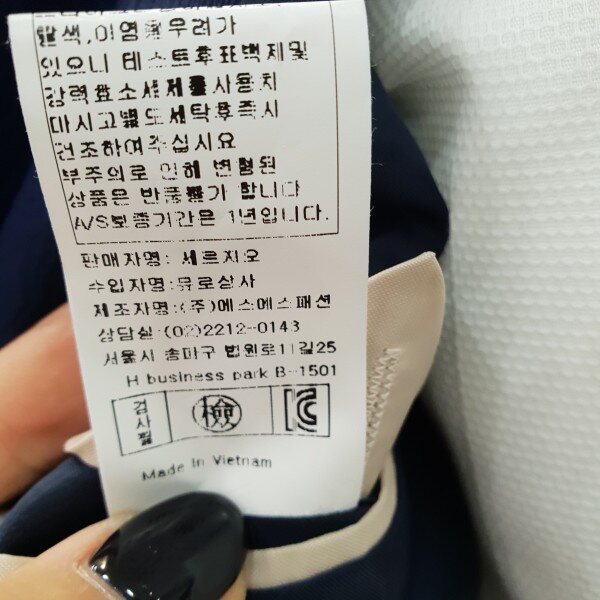 탈색,이염될우려가
있으니 테스트후표백제및
강력효소세제를사용치
마시고별도세탁후즉시
건조하여주십시요
부주의로 인해 변형된
상품은 반품불가 합니다
A/S보증기간은 1년입니다.
판매자명: 세르지오
수입자명: 유로상사
제조자명:(주)에스에스패션
상담실:(02)2212-0143
서울시 송파구 법원로11길25
H business park B-1501
검사필 檢
Made In Vietnam